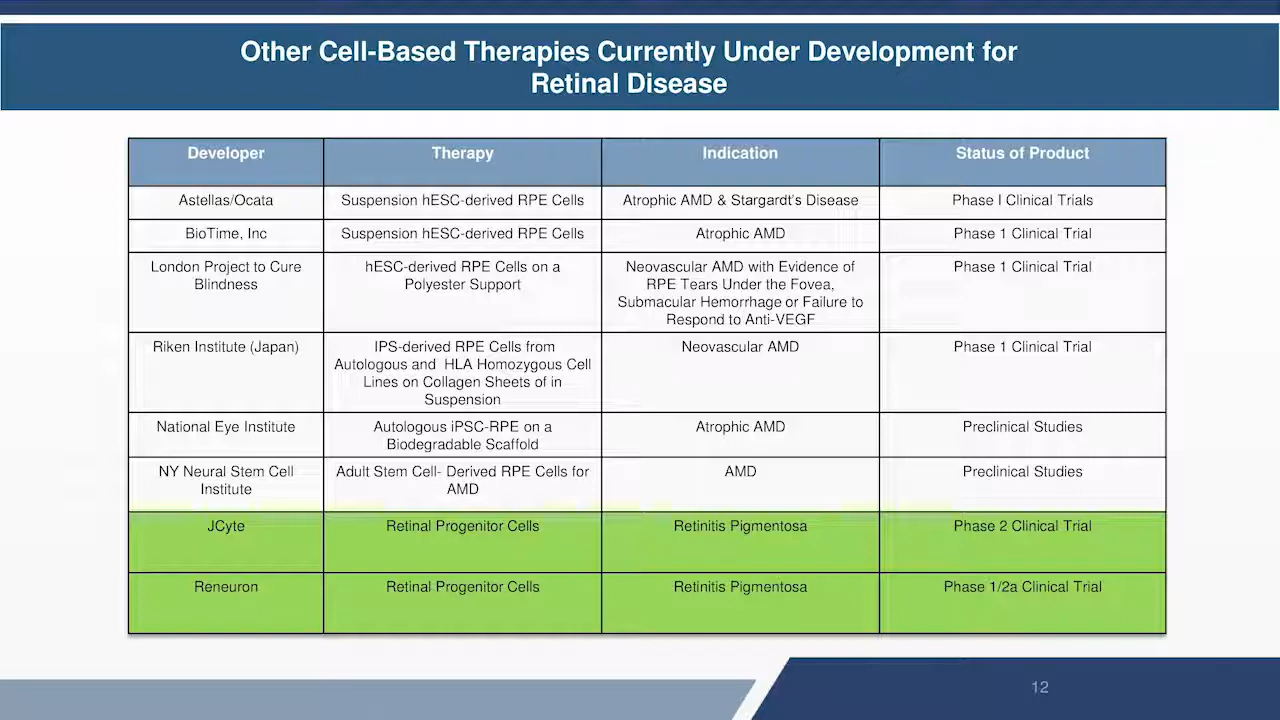 Other Cell-Based Therapies Currently Under Development for
Retinal Disease
Developer
Therapy
Indication
Status of Product
Astellas/Ocata
Suspension hESC-derived RPE Cells
Atrophic AMD & Stargardt's Disease
Phase I Clinical Trials
BioTime, Inc
Suspension hESC-derived RPE Cells
Atrophic AMD
Phase 1 Clinical Trial
London Project to Cure
Blindness
hESC-derived RPE Cells on a
Polyester Support
Neovascular AMD with Evidence of
RPE Tears Under the Fovea,
Submacular Hemorrhage or Failure to
Respond to Anti-VEGF
Phase 1 Clinical Trial
Riken Institute (Japan)
IPS-derived RPE Cells from
Autologous and HLA Homozygous Cell
Lines on Collagen Sheets of in
Suspension
Neovascular AMD
Phase 1 Clinical Trial
National Eye Institute
Autologous iPSC-RPE on a
Biodegradable Scaffold
Atrophic AMD
Preclinical Studies
NY Neural Stem Cell
Institute
Adult Stem Cell- Derived RPE Cells for
AMD
AMD
Preclinical Studies
JCyte
Retinal Progenitor Cells
Retinitis Pigmentosa
Phase 2 Clinical Trial
Reneuron
Retinal Progenitor Cells
Retinitis Pigmentosa
Phase 1/2a Clinical Trial
12